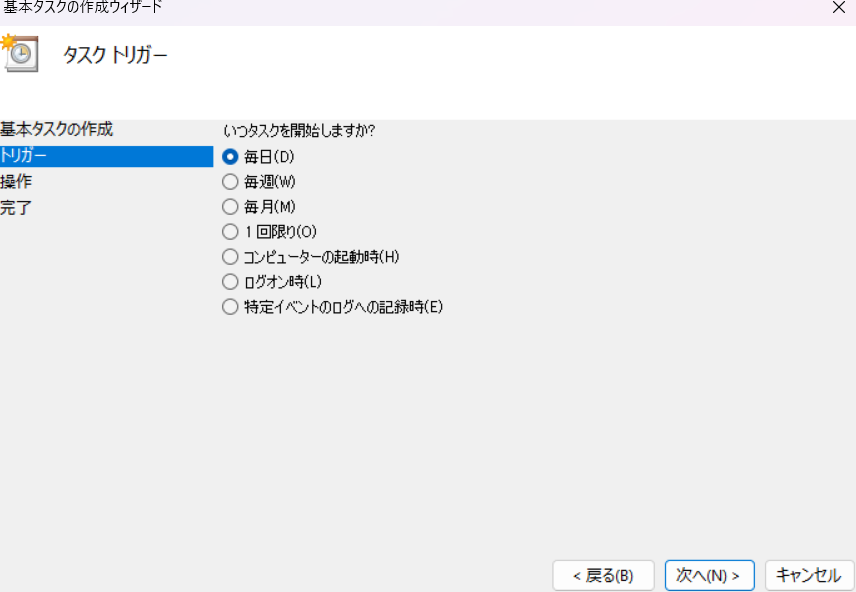 基本タスクの作成ウィザード
タスク トリガー
基本タスクの作成
トリガー
操作
完了
いつタスクを開始しますか?
毎日(D)
毎週(W)
毎月(M)
1 回限り(O)
コンピューターの起動時(H)
ログオン時(L)
特定イベントのログへの記録時(E)
< 戻る(B)
次へ(N) >
キャンセル